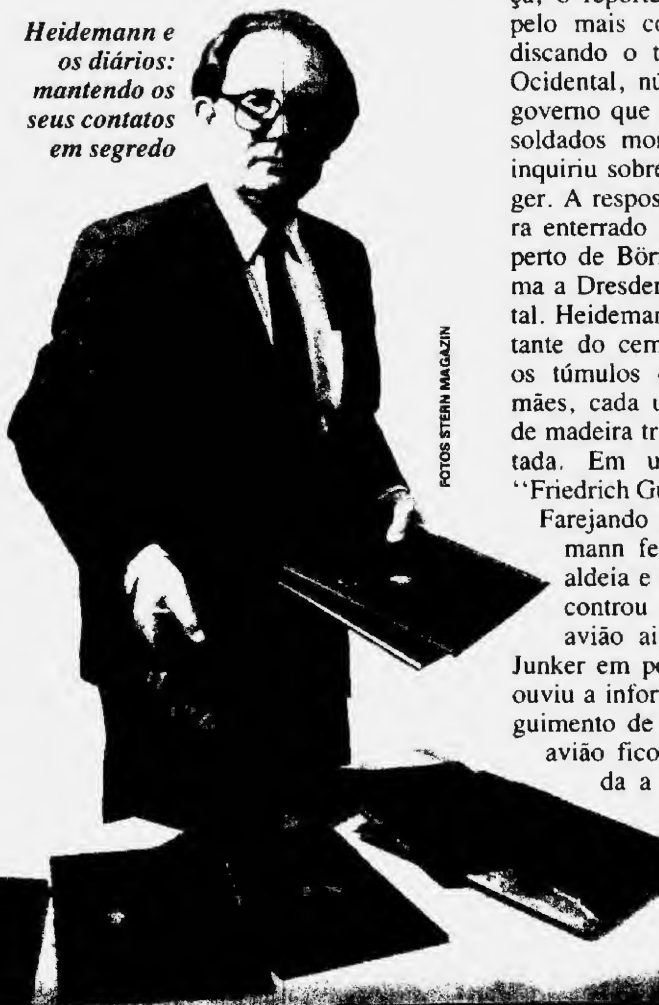 Heidemann e
os diários:
mantendo os
seus contatos
em segredo
FOTOS STERN MAGAZIN
ça, o reporte
pelo mais co
discando o t
Ocidental, nú
governo que
soldados mor
inquiriu sobre
ger. A respos
ra enterrado
perto de Börn
ma a Dresden
tal. Heideman
tante do cem
os túmulos
mães, cada u
de madeira tr
tada. Em u
“Friedrich Gu
Farejando
mann fe
aldeia e
controu
avião ai
Junker em pe
ouviu a infor
guimento de
avião fico
da a